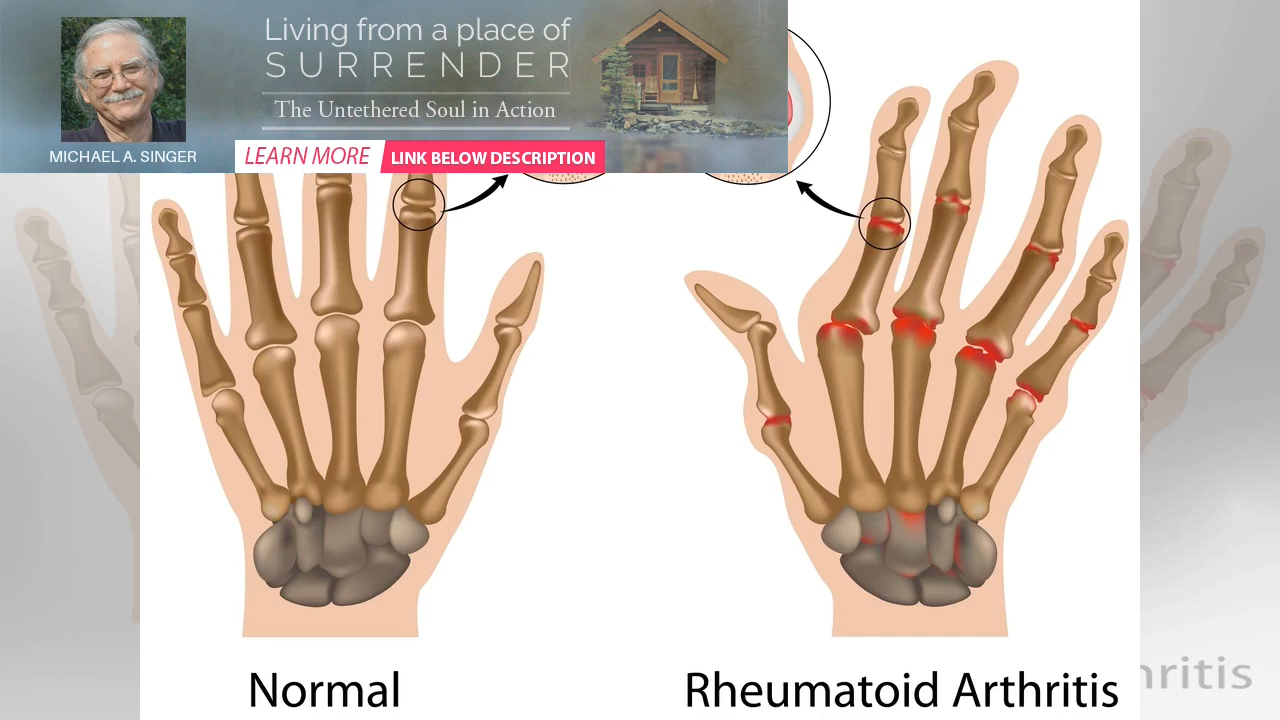 Living from a place of
SURRENDER
The Untethered Soul in Action
MICHAEL A. SINGER
LEARN MORE
LINK BELOW DESCRIPTION
Normal
Rheumatoid Arthritis
hritis